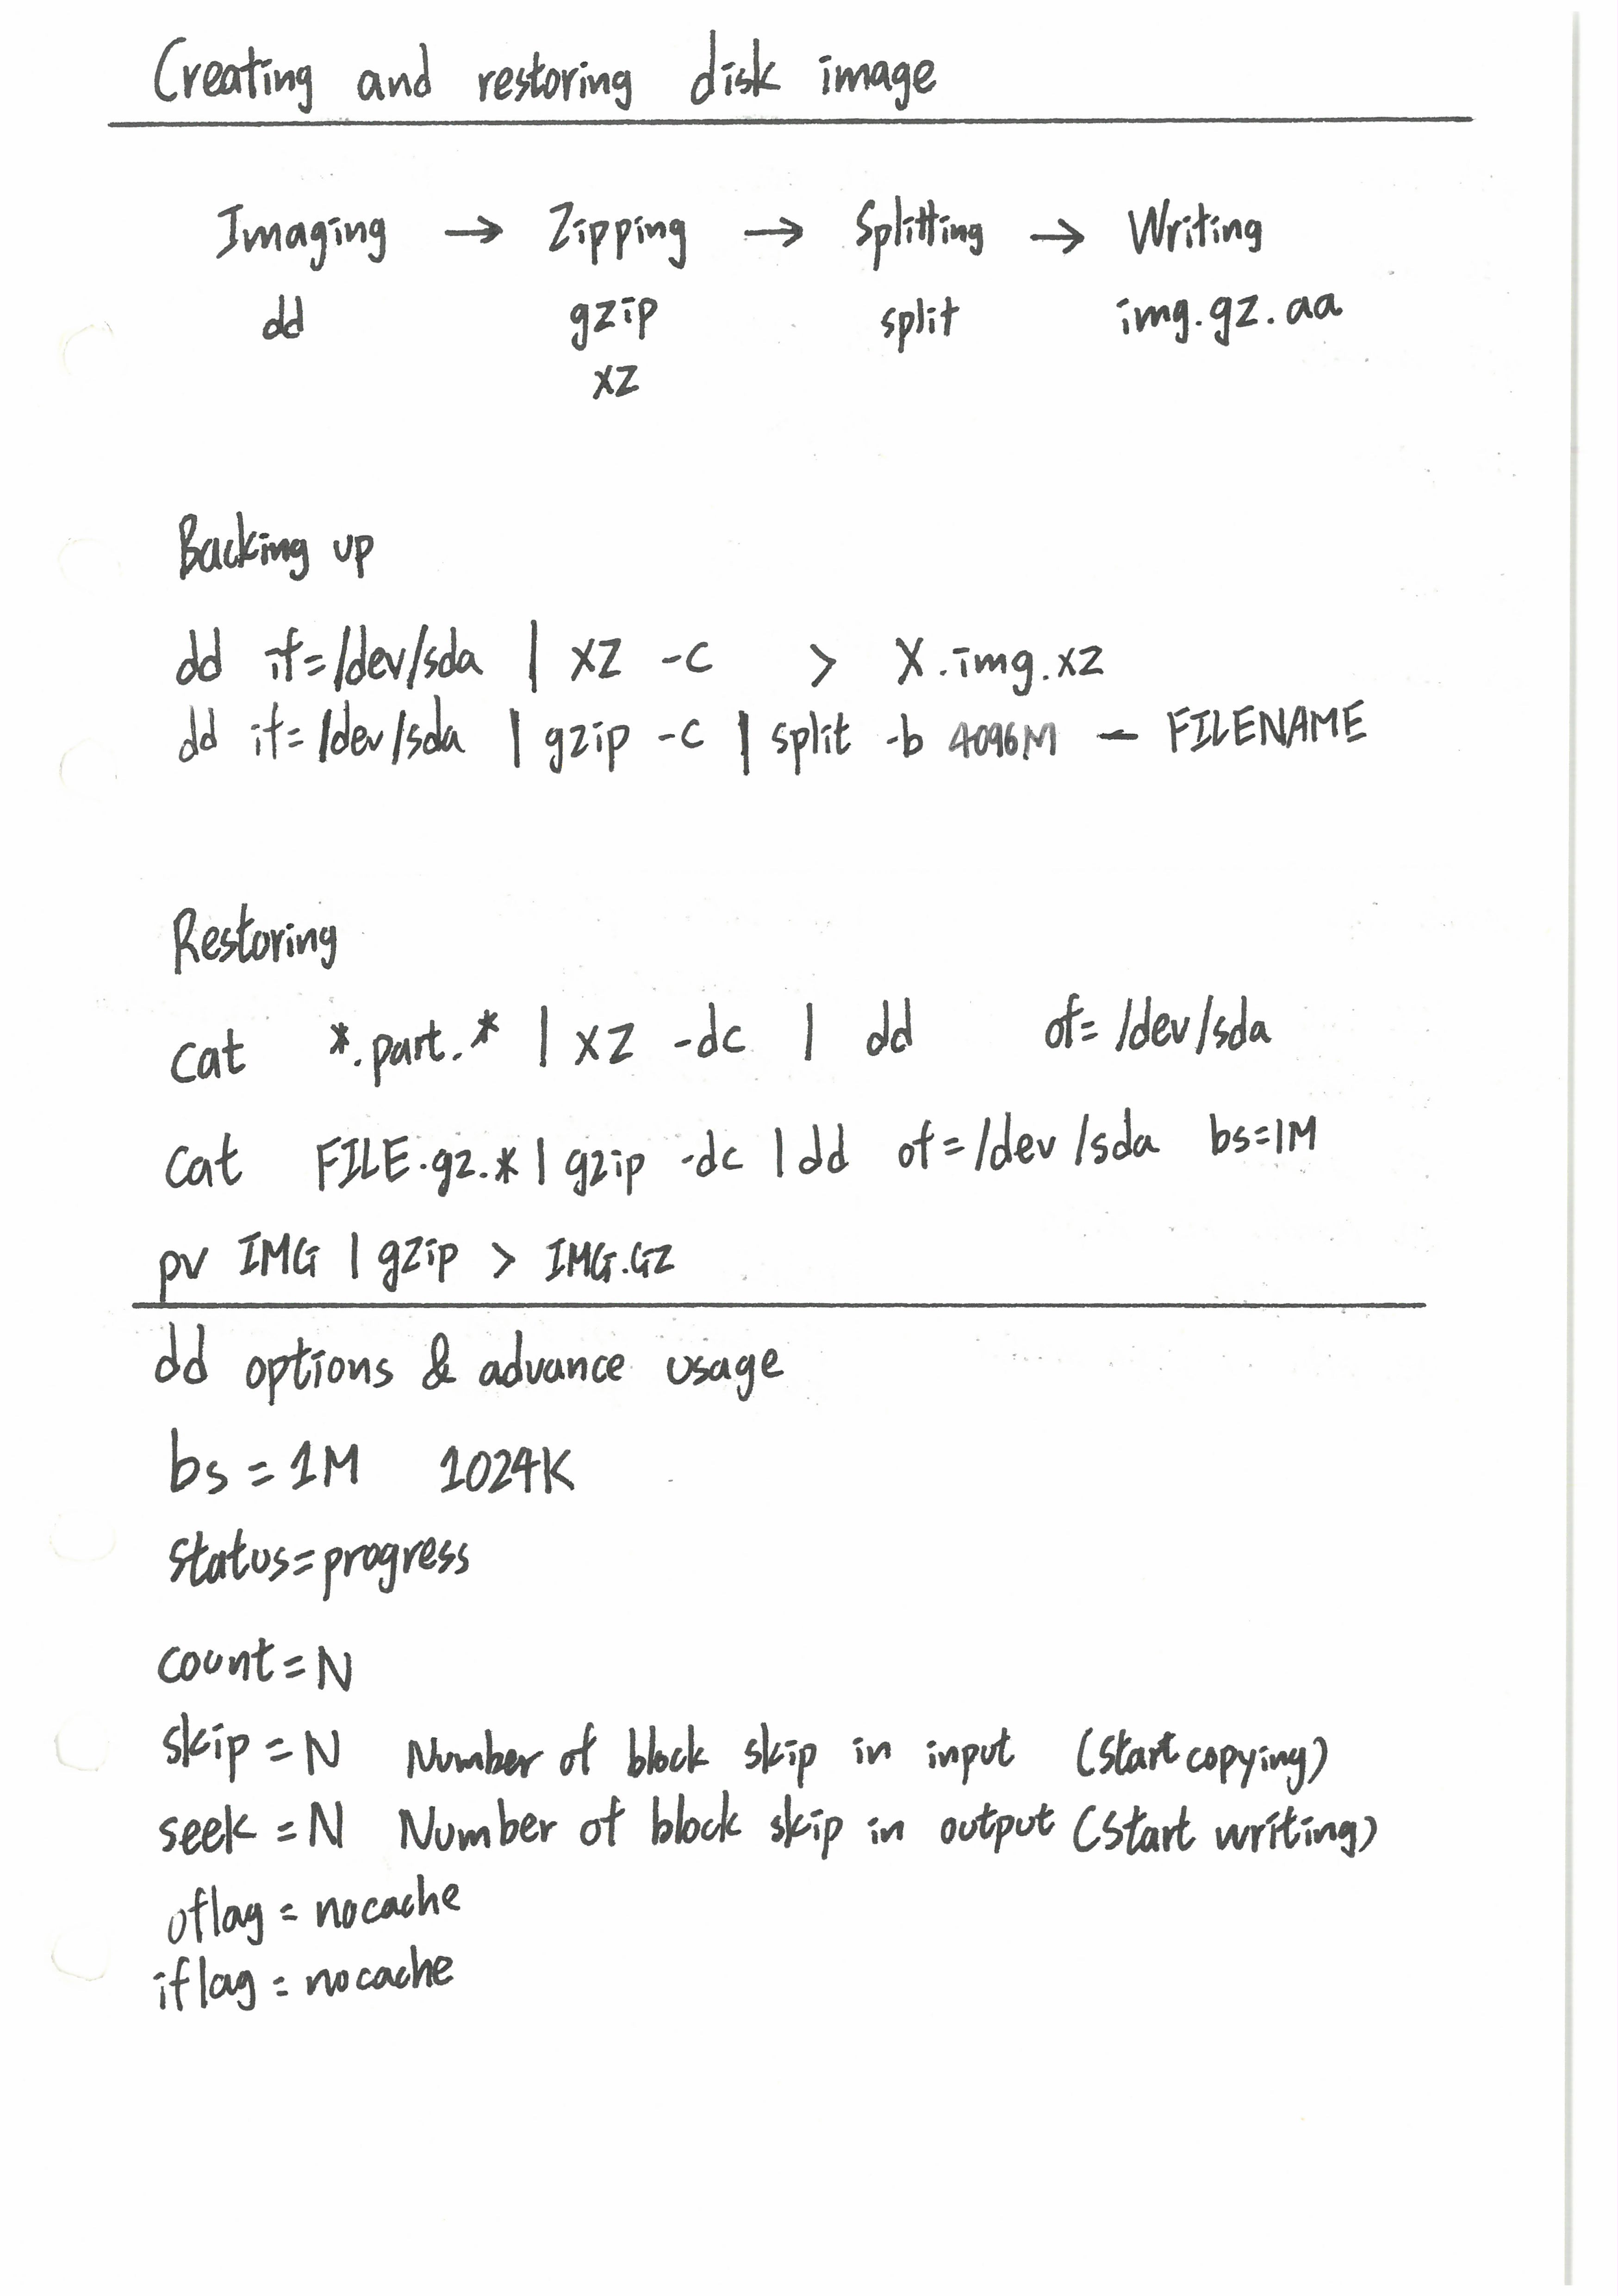 Creating and restoring disk image
Imaging → Zipping → Splitting → Writing
dd gzip split img.gz.aa
xz
Backing up
dd if=/dev/sda | xz -c > X.img.xz
dd if=/dev/sda | gzip -c | split -b 4096M - FILENAME
Restoring
cat *.part.* | xz -dc | dd of=/dev/sda
cat FILE.gz.* | gzip -dc | dd of=/dev/sda bs=1M
pv IMG | gzip > IMG.GZ
dd options & advance usage
bs=1M 1024K
status=progress
count=N
skip=N Number of block skip in input (start copying)
seek=N Number of block skip in output (start writing)
oflag=nocache
iflag=nocache